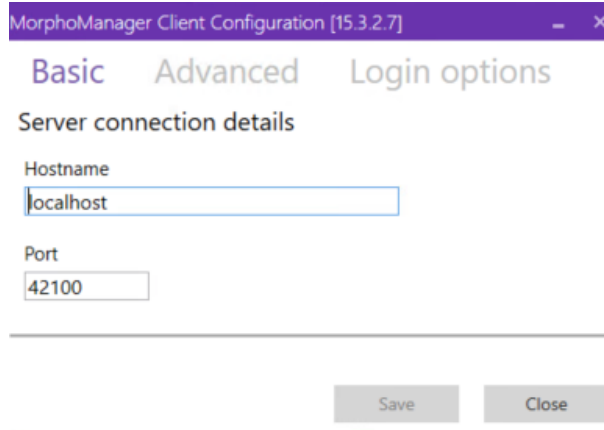 MorphoManager Client Configuration [15.3.2.7]
Basic Advanced Login options
Server connection details
Hostname
localhost
Port
42100
Save Close